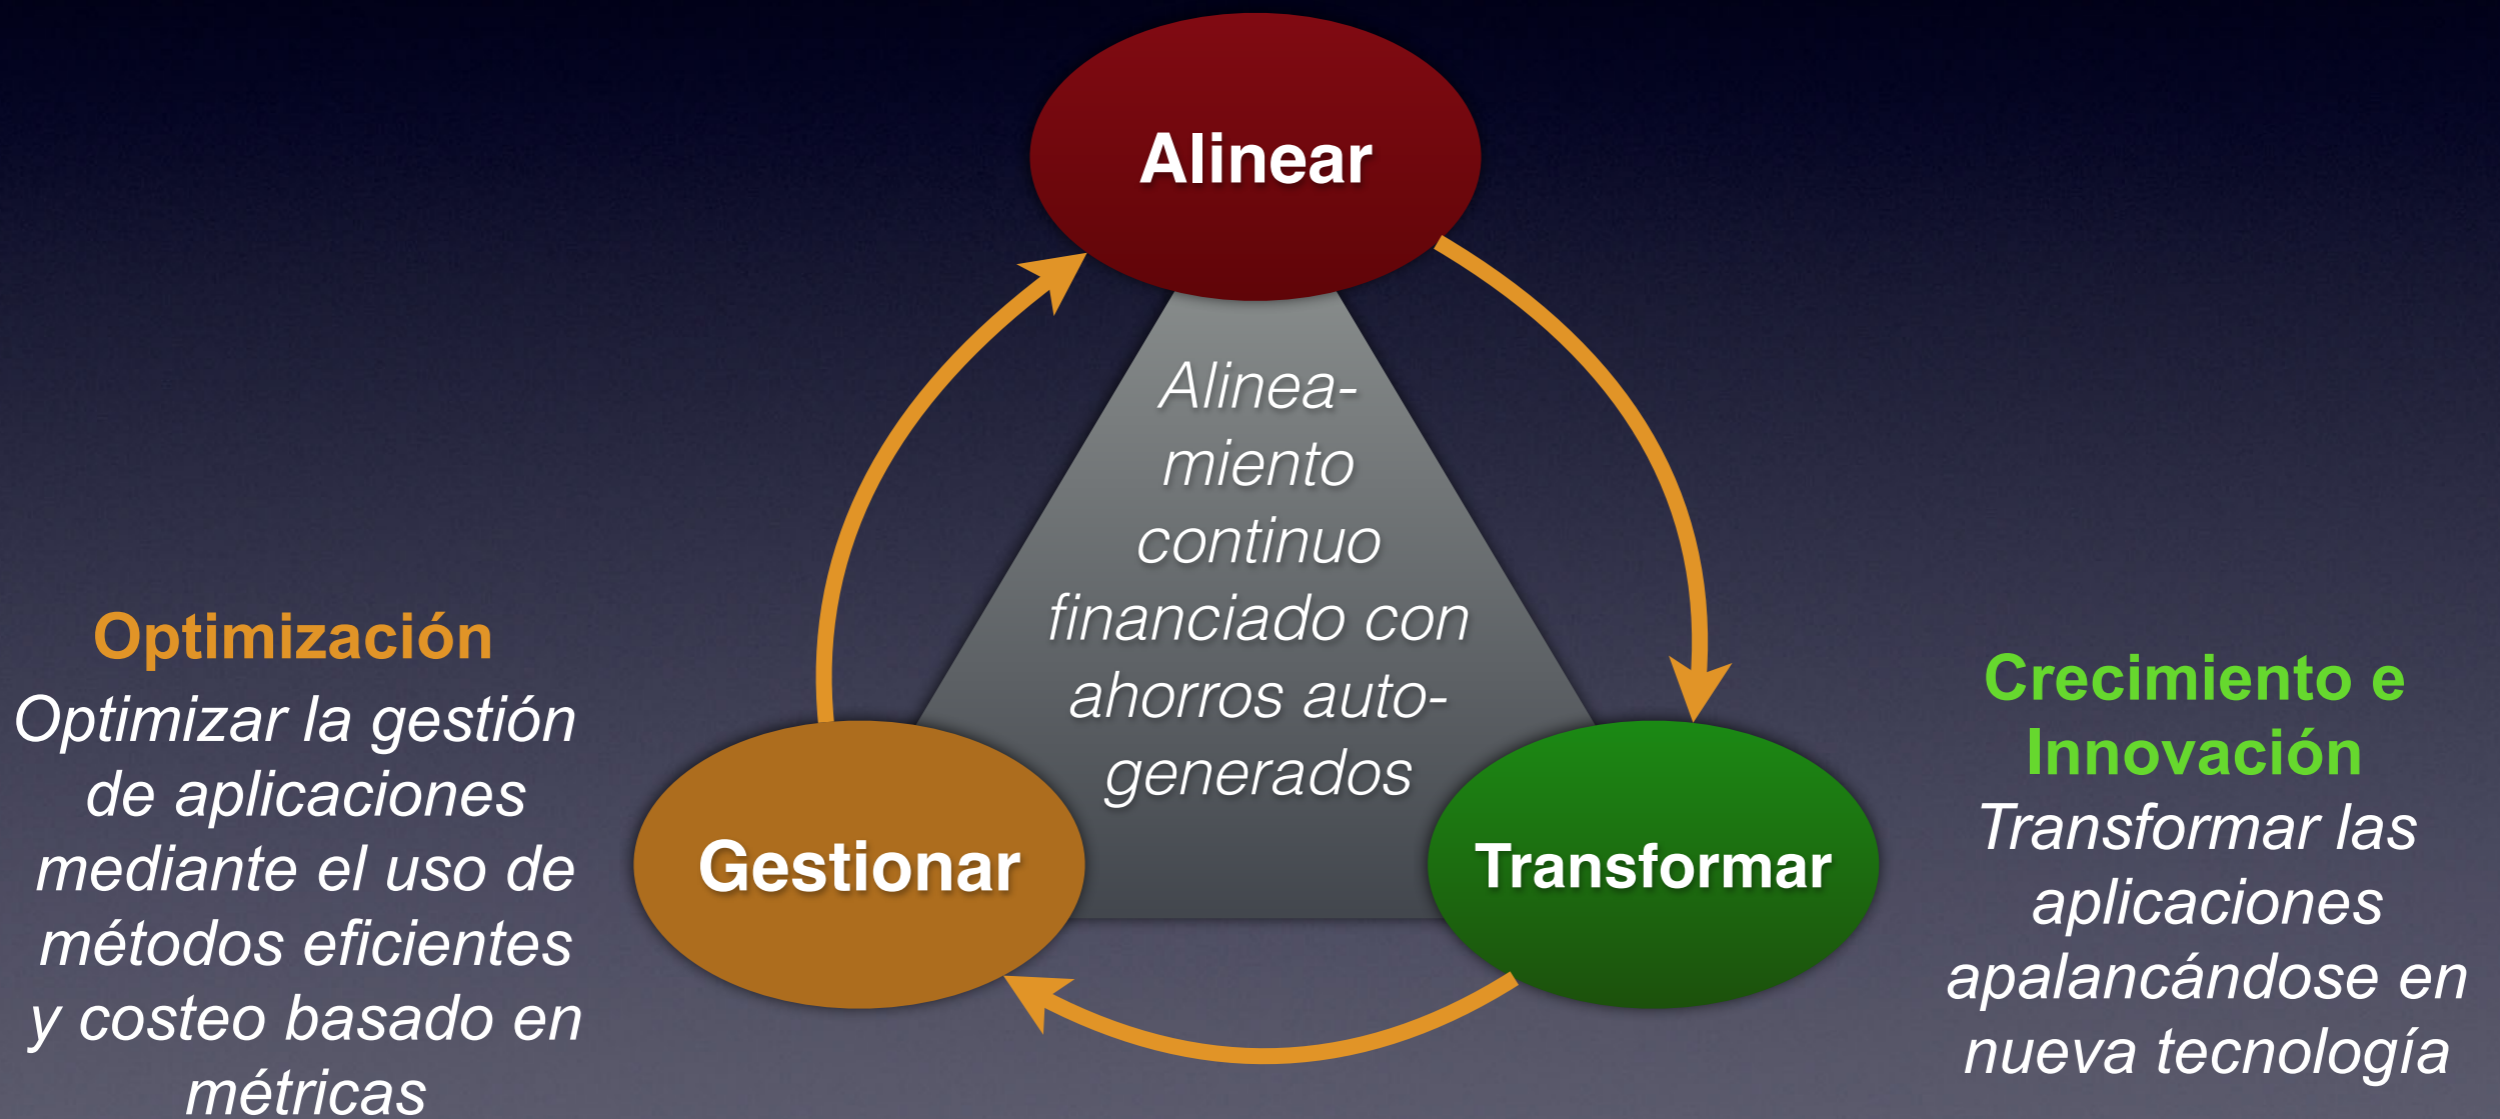 Alinear
Alinea-
miento
continuo
financiado con
ahorros auto-
generados
Optimización
Optimizar la gestión
de aplicaciones
mediante el uso de
métodos eficientes
y costeo basado en
métricas
Gestionar
Transformar
Crecimiento e
Innovación
Transformar las
aplicaciones
apalancándose en
nueva tecnología